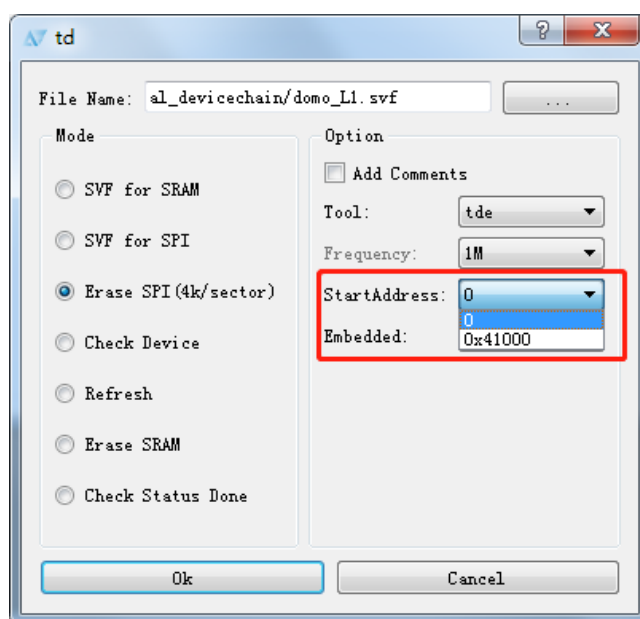 td
File Name: al_devicechain/domo_L1.svf ...
Mode
SVF for SRAM
SVF for SPI
Erase SPI(4k/sector)
Check Device
Refresh
Erase SRAM
Check Status Done
Option
Add Comments
Tool: tde
Frequency: 1M
StartAddress: 0
0
Embedded: 0x41000
Ok Cancel